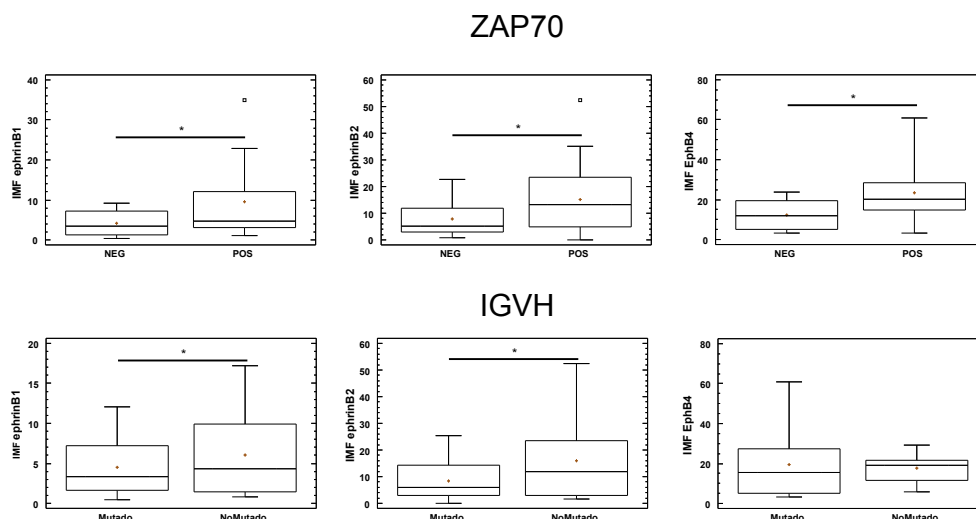 ZAP70
IMF ephrinB1
40
30
20
10
0
*
NEG
POS
IMF ephrinB2
60
50
40
30
20
10
0
*
NEG
POS
IMF EphB4
80
60
40
20
0
*
NEG
POS
IGVH
IMF ephrinB1
20
15
10
5
0
*
Mutado
NoMutado
IMF ephrinB2
60
50
40
30
20
10
0
*
Mutado
NoMutado
IMF EphB4
80
60
40
20
0
Mutado
NoMutado